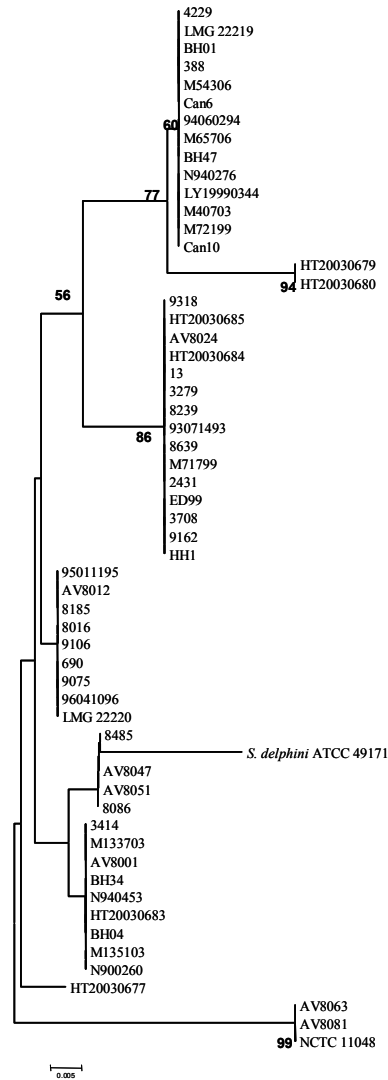 4229
LMG 22219
BH01
388
M54306
Can6
60
94060294
M65706
BH47
N940276
77
LY19990344
M40703
M72199
Can10
HT20030679
94
HT20030680
56
9318
HT20030685
AV8024
HT20030684
13
3279
8239
93071493
86
8639
M71799
2431
ED99
3708
9162
HH1
95011195
AV8012
8185
8016
9106
690
9075
96041096
LMG 22220
8485
S. delphini ATCC 49171
AV8047
AV8051
8086
3414
M133703
AV8001
BH34
N940453
HT20030683
BH04
M135103
N900260
HT20030677
AV8063
AV8081
99
NCTC 11048
0.005